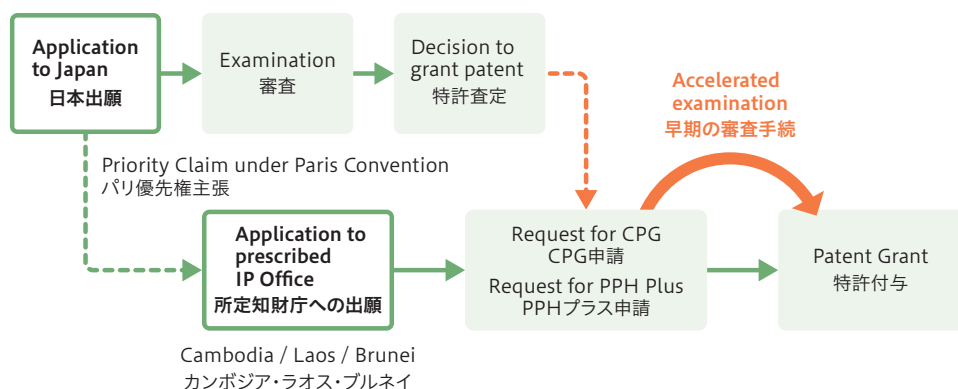 Application
to Japan
日本出願
Examination
審査
Decision to
grant patent
特許査定
Accelerated
examination
早期の審査手続
Priority Claim under Paris Convention
パリ優先権主張
Application to
prescribed
IP Office
所定知財庁への出願
Request for CPG
CPG申請
Request for PPH Plus
PPHプラス申請
Patent Grant
特許付与
Cambodia / Laos / Brunei
カンボジア・ラオス・ブルネイ